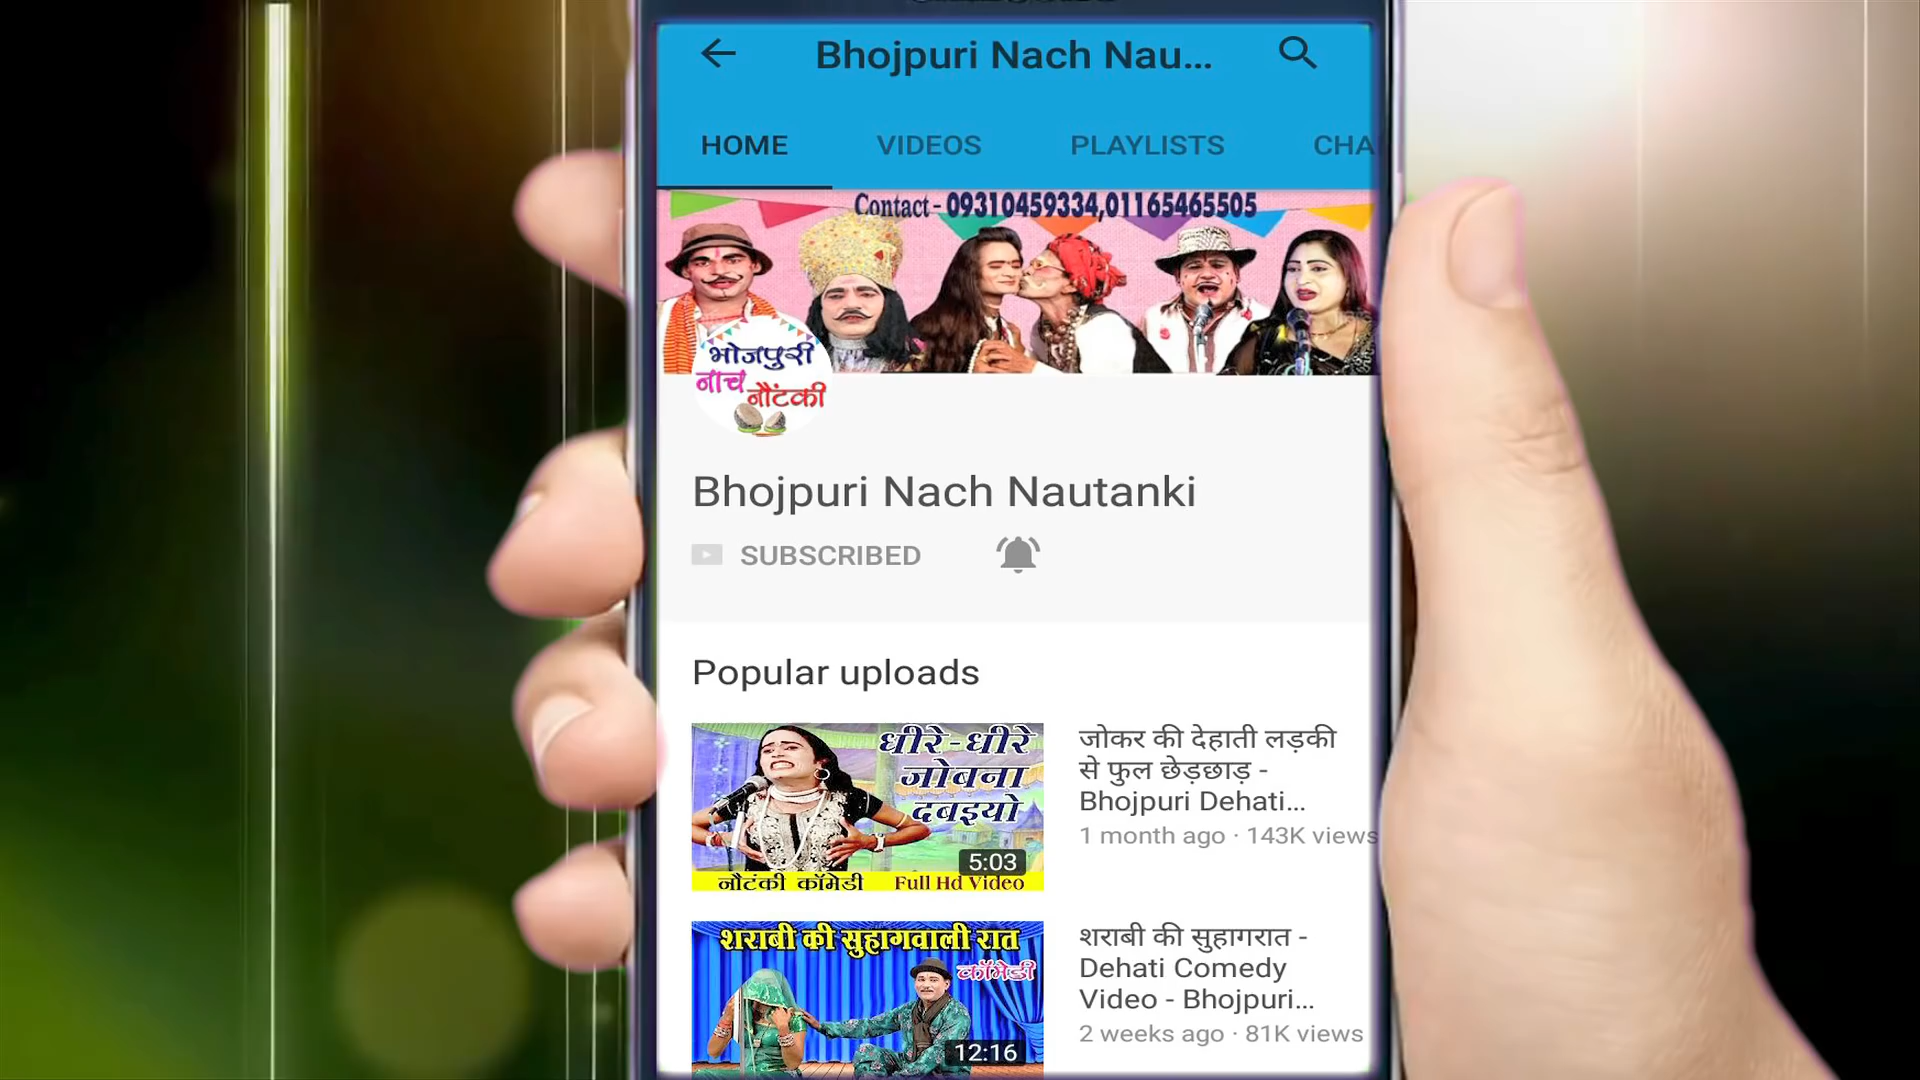 Bhojpuri Nach Nau...
HOME VIDEOS PLAYLISTS CHA
Contact - 09310459334,01165465505
भोजपुरी
नाच
नौटंकी
Bhojpuri Nach Nautanki
SUBSCRIBED
Popular uploads
धीरे-धीरे
जोबना
दबइयो
5:03
नौटंकी कॉमेडी Full Hd Video
जोकर की देहाती लड़की
से फुल छेड़छाड़ -
Bhojpuri Dehati...
1 month ago · 143K views
शराबी की सुहागवाली रात
कॉमेडी
12:16
शराबी की सुहागरात -
Dehati Comedy
Video - Bhojpuri...
2 weeks ago · 81K views